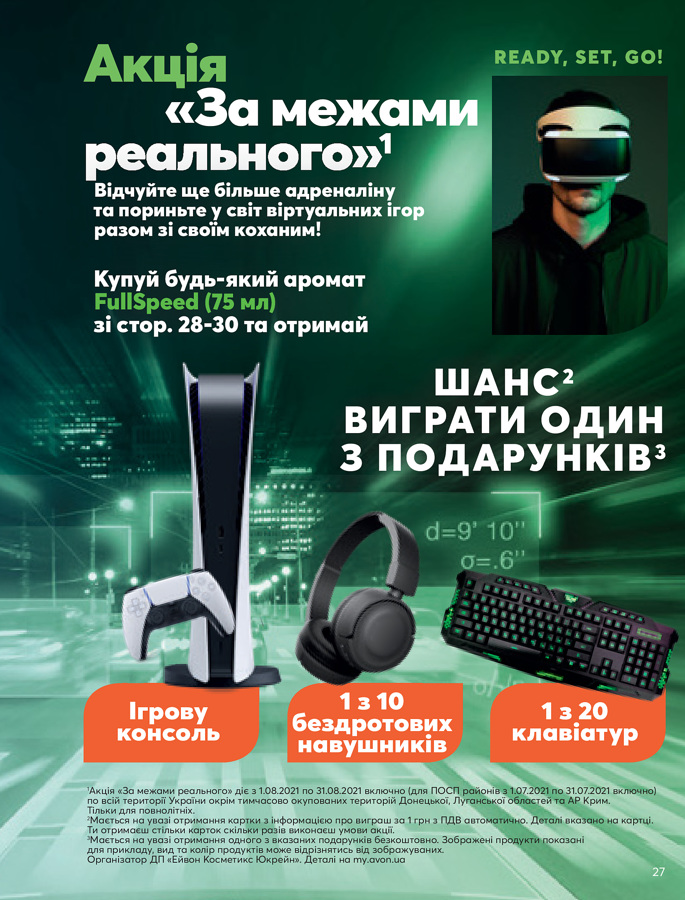 Акція
«За межами
реального»¹
READY, SET, GO!
Відчуйте ще більше адреналіну
та пориньте у світ віртуальних ігор
разом зі своїм коханим!
Купуй будь-який аромат
FullSpeed (75 мл)
зі стор. 28-30 та отримай
ШАНС²
ВИГРАТИ ОДИН
З ПОДАРУНКІВ³
d=9' 10"
σ=.6"
Ігрову
консоль
1 з 10
бездротових
навушників
1 з 20
клавіатур
¹Акція «За межами реального» діє з 1.08.2021 по 31.08.2021 включно (для ПОСП районів з 1.07.2021 по 31.07.2021 включно)
по всій території України окрім тимчасово окупованих територій Донецької, Луганської областей та АР Крим.
Тільки для повнолітніх.
²Мається на увазі отримання картки з інформацією про виграш за 1 грн з ПДВ автоматично. Деталі вказано на картці.
Ти отримаєш стільки карток скільки разів виконаєш умови акції.
³Мається на увазі отримання одного з вказаних подарунків безкоштовно. Зображені продукти показані
для прикладу, вид та колір продуктів може відрізнятись від зображуваних.
Організатор ДП «Ейвон Косметикс Юкрейн». Деталі на my.avon.ua
27